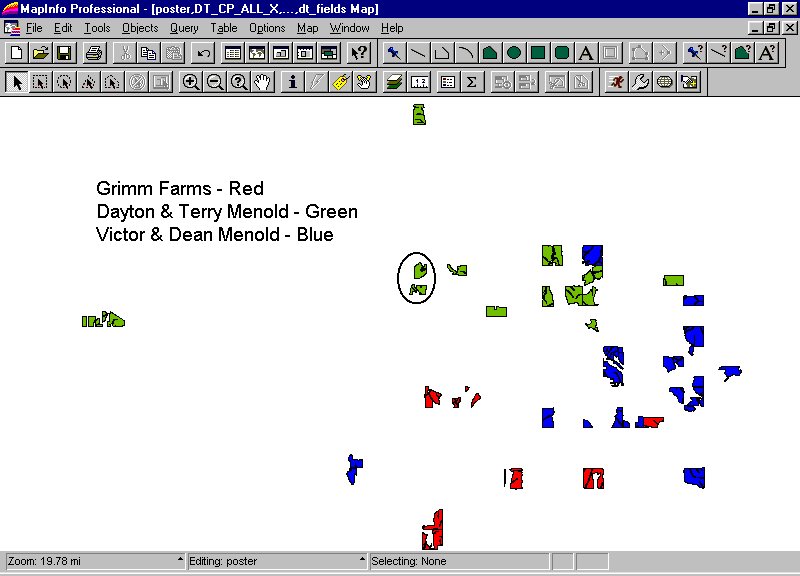 MapInfo Professional - [poster,DT_CP_ALL_X,...,dt_fields Map]
File Edit Tools Objects Query Table Options Map Window Help
Grimm Farms - Red
Dayton & Terry Menold - Green
Victor & Dean Menold - Blue
Zoom: 19.78 mi Editing: poster Selecting: None